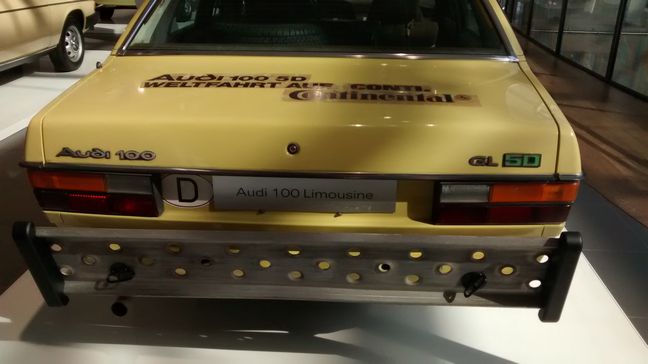 Audi 100 5D
WELTFAHRT AUF CONTI.
Continental
Audi 100
GL 5D
D
Audi 100 Limousine